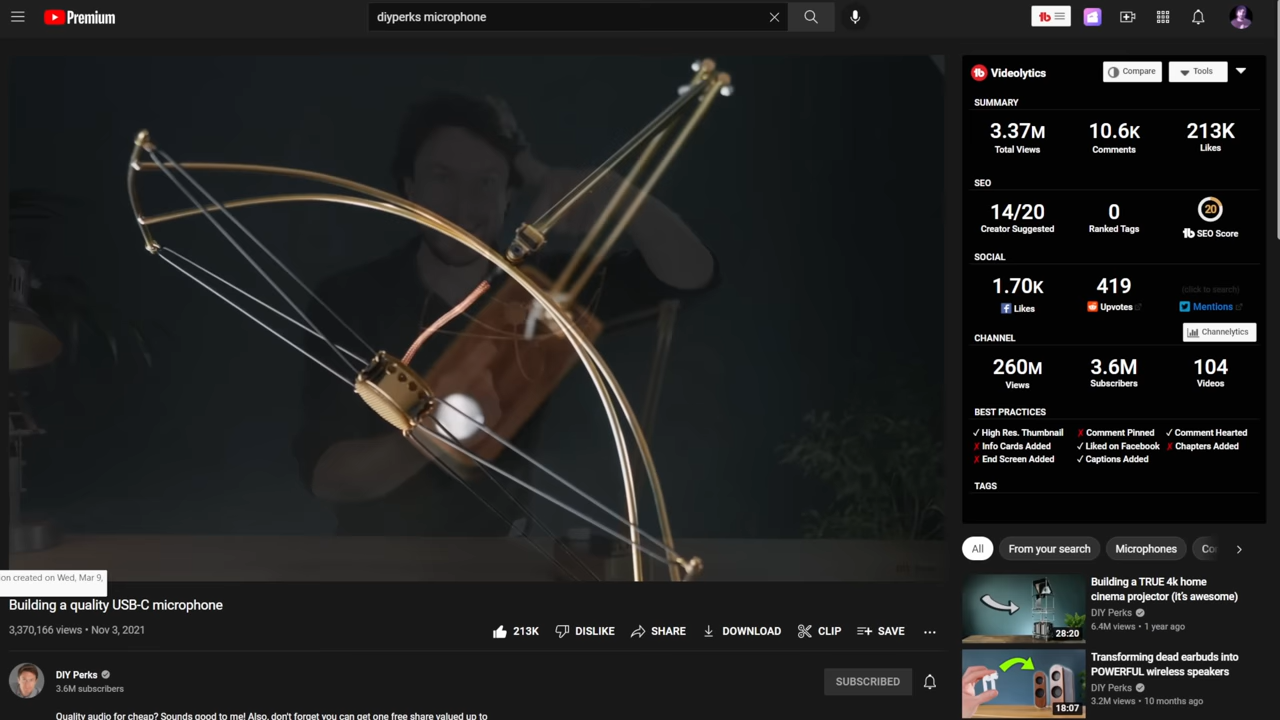 Premium
diyperks microphone
tb
tb Videolytics
Compare
Tools
SUMMARY
3.37M
Total Views
10.6K
Comments
213K
Likes
SEO
14/20
Creator Suggested
0
Ranked Tags
20
tb SEO Score
SOCIAL
1.70K
Likes
419
Upvotes
(click to search)
Mentions
Channelytics
CHANNEL
260M
Views
3.6M
Subscribers
104
Videos
BEST PRACTICES
✓ High Res. Thumbnail
✗ Comment Pinned
✓ Comment Hearted
✗ Info Cards Added
✓ Liked on Facebook
✗ Chapters Added
✗ End Screen Added
✓ Captions Added
TAGS
on created on Wed, Mar 9,
Building a quality USB-C microphone
3,370,166 views • Nov 3, 2021
213K
DISLIKE
SHARE
DOWNLOAD
CLIP
SAVE
DIY Perks
3.6M subscribers
SUBSCRIBED
Quality audio for cheap? Sounds good to me! Also, don't forget you can get one free share valued up to
All
From your search
Microphones
Co
Building a TRUE 4k home
cinema projector (it's awesome)
DIY Perks
6.4M views • 1 year ago
28:20
Transforming dead earbuds into
POWERFUL wireless speakers
DIY Perks
3.2M views • 10 months ago
18:07